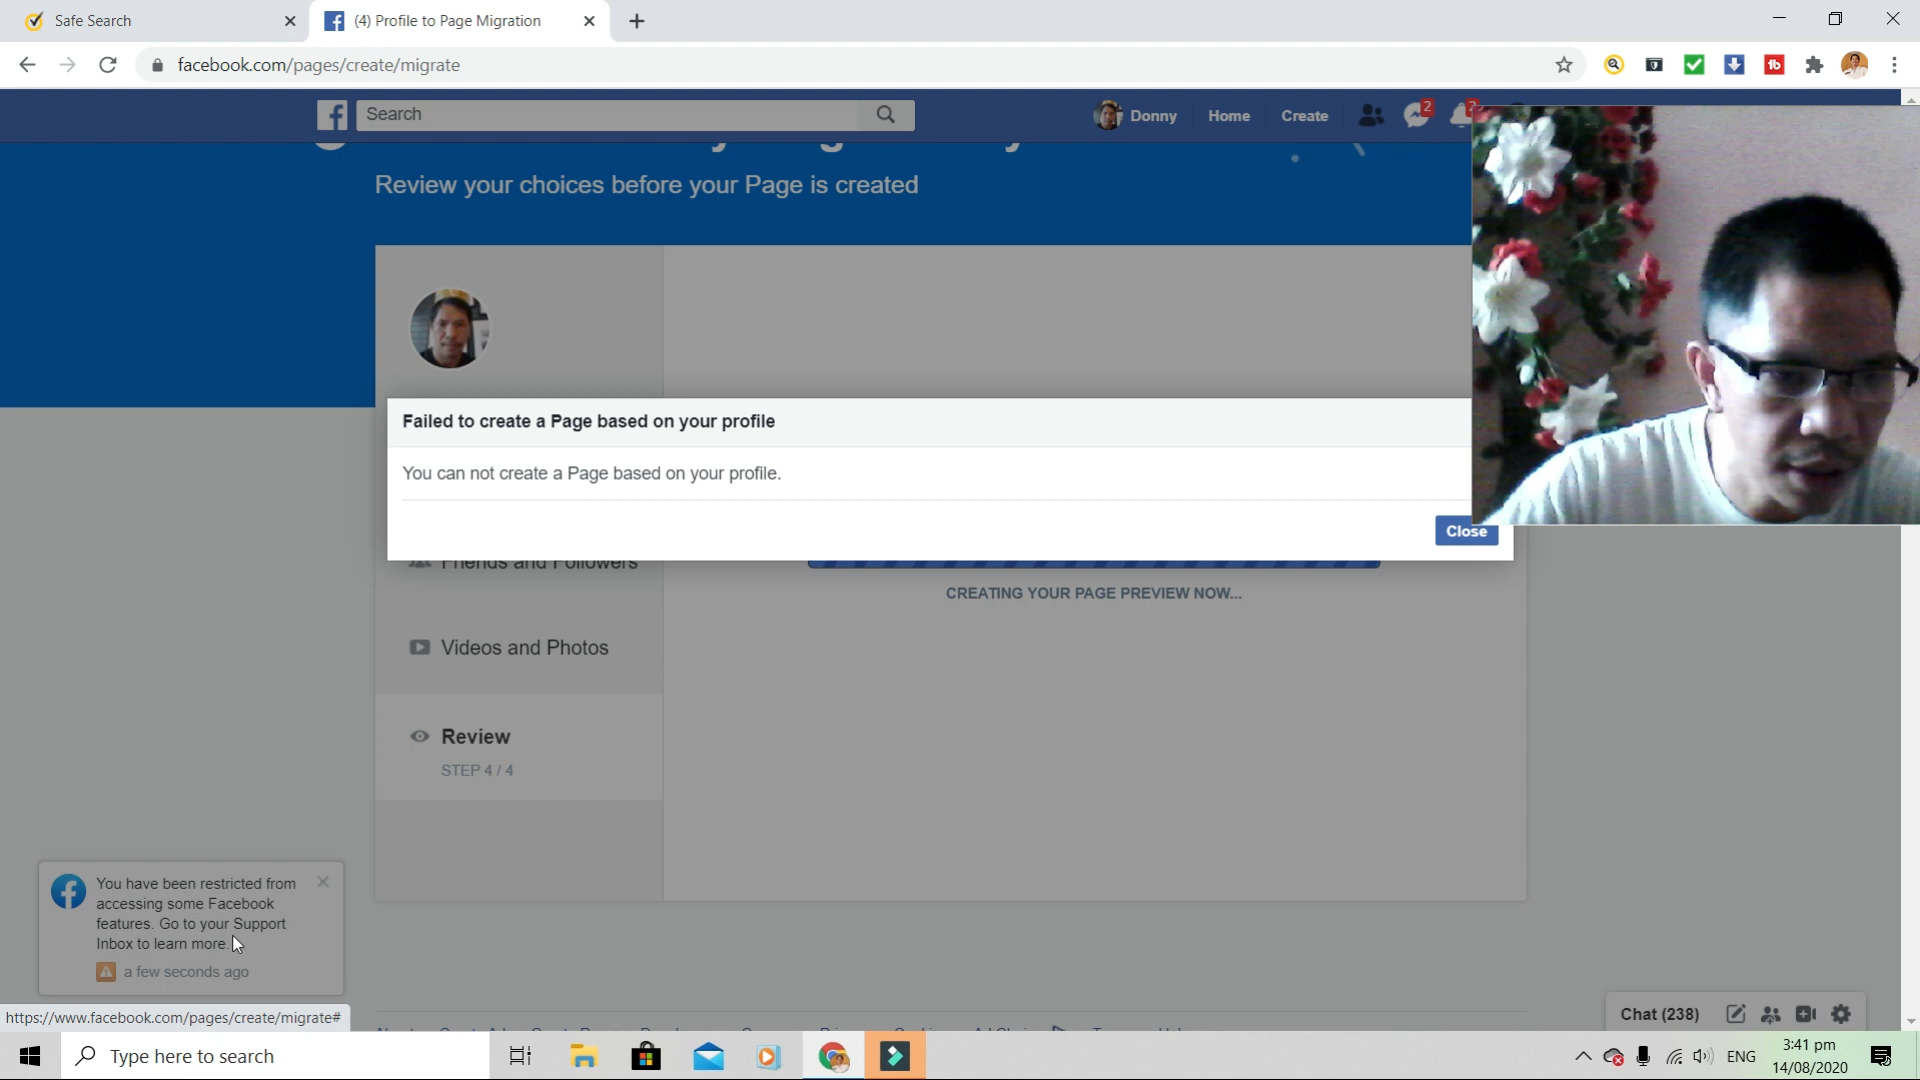 Safe Search
(4) Profile to Page Migration
facebook.com/pages/create/migrate
Search
Donny
Home
Create
2
2
Review your choices before your Page is created
Failed to create a Page based on your profile
You can not create a Page based on your profile.
Close
Friends and Followers
CREATING YOUR PAGE PREVIEW NOW...
Videos and Photos
Review
STEP 4 / 4
You have been restricted from
accessing some Facebook
features. Go to your Support
Inbox to learn more.
a few seconds ago
https://www.facebook.com/pages/create/migrate#
Chat (238)
Type here to search
ENG
3:41 pm
14/08/2020